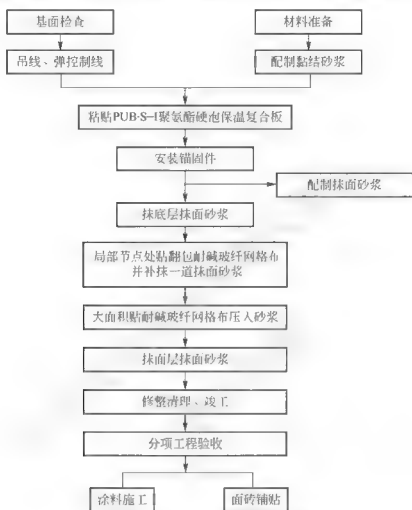 基面检查
材料准备
吊线、弹控制线
配制黏结砂浆
粘贴PUB-S-I聚氨酯硬泡保温复合板
安装锚固件
配制抹面砂浆
抹底层抹面砂浆
局部节点处贴翻包耐碱玻纤网格布
并补抹一道抹面砂浆
大面积贴耐碱玻纤网格布压入砂浆
抹面层抹面砂浆
修整清理、竣工
分项工程验收
涂料施工
面砖铺贴